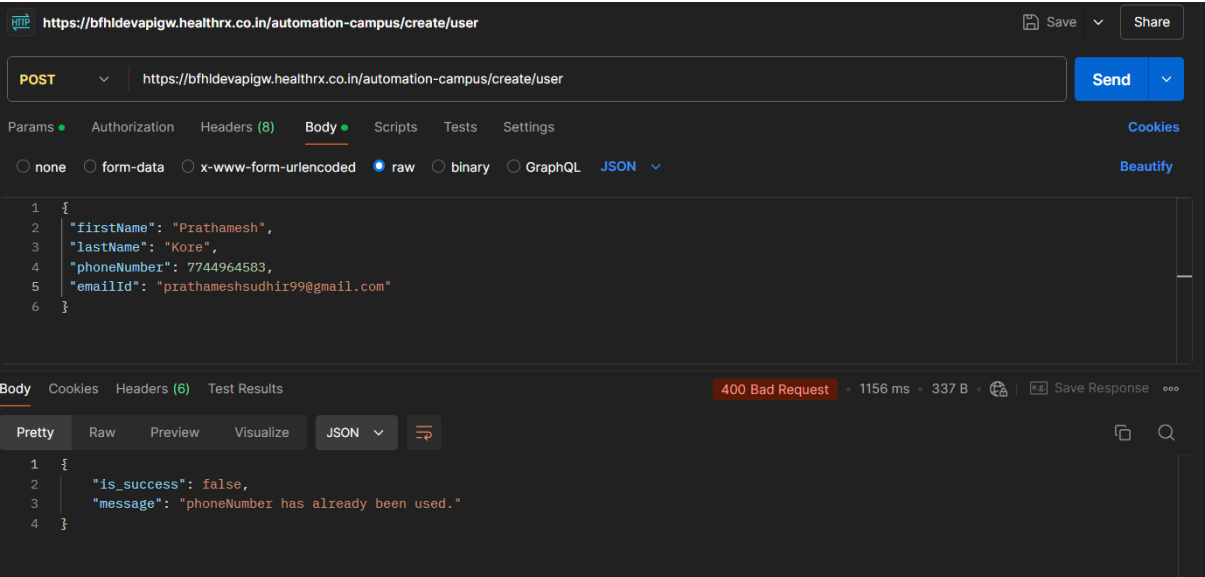 HTTP https://bfhldevapigw.healthrx.co.in/automation-campus/create/user Save Share
POST https://bfhldevapigw.healthrx.co.in/automation-campus/create/user Send
Params Authorization Headers (8) Body Scripts Tests Settings Cookies
none form-data x-www-form-urlencoded raw binary GraphQL JSON Beautify
1 {
2 "firstName": "Prathamesh",
3 "lastName": "Kore",
4 "phoneNumber": 7744964583,
5 "emailId": "prathameshsudhir99@gmail.com"
6 }
Body Cookies Headers (6) Test Results 400 Bad Request 1156 ms 337 B e.g. Save Response
Pretty Raw Preview Visualize JSON
1 {
2 "is_success": false,
3 "message": "phoneNumber has already been used."
4 }